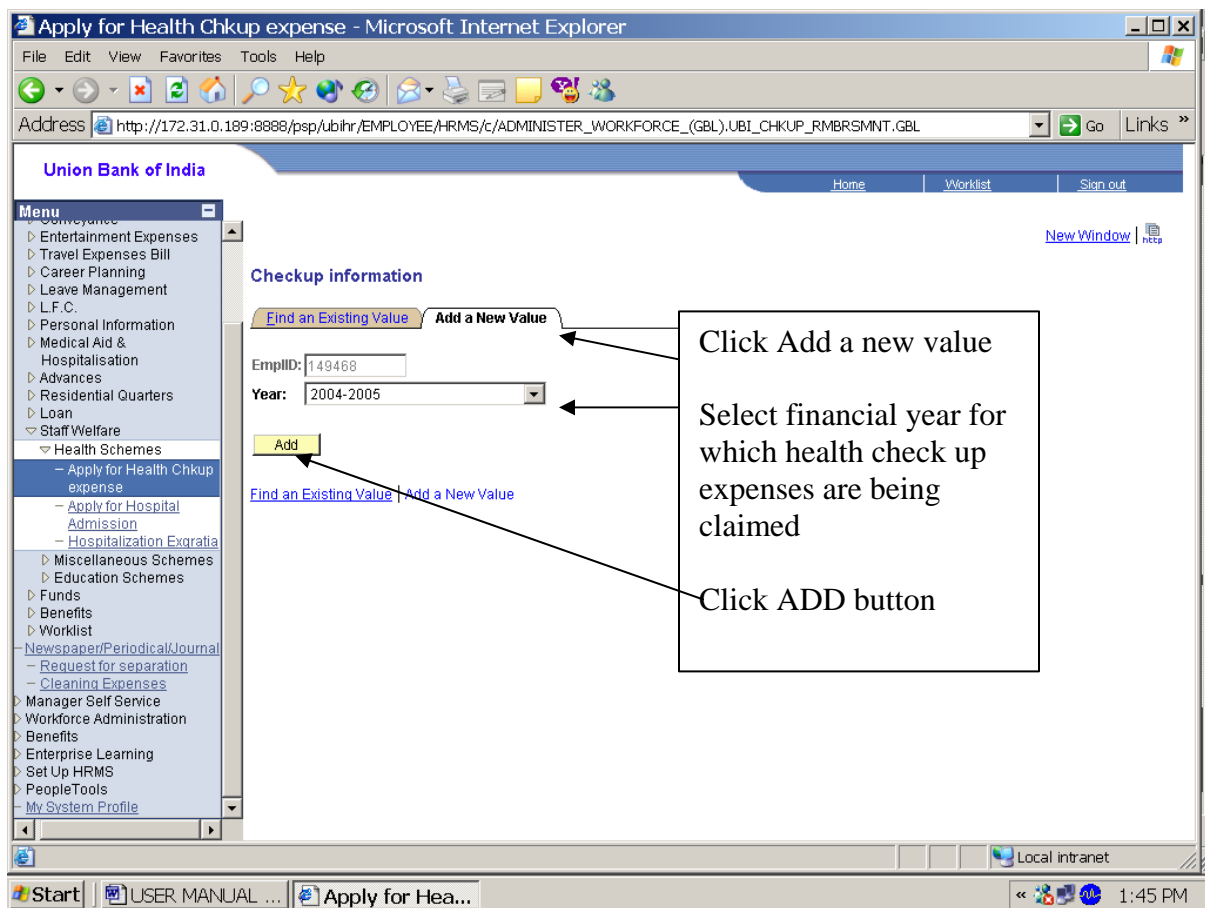 Apply for Health Chkup expense - Microsoft Internet Explorer
File Edit View Favorites Tools Help
Address http://172.31.0.189:8888/psp/ubihr/EMPLOYEE/HRMS/c/ADMINISTER_WORKFORCE_(GBL).UBI_CHKUP_RMBRSMNT.GBL Go Links »
Union Bank of India
Home Worklist Sign out
Menu
Conveyance
Entertainment Expenses
Travel Expenses Bill
Career Planning
Leave Management
L.F.C.
Personal Information
Medical Aid &
Hospitalisation
Advances
Residential Quarters
Loan
Staff Welfare
Health Schemes
– Apply for Health Chkup
expense
– Apply for Hospital
Admission
– Hospitalization Exgratia
Miscellaneous Schemes
Education Schemes
Funds
Benefits
Worklist
– Newspaper/Periodical/Journal
– Request for separation
– Cleaning Expenses
Manager Self Service
Workforce Administration
Benefits
Enterprise Learning
Set Up HRMS
PeopleTools
– My System Profile
New Window | http
Checkup information
Find an Existing Value Add a New Value
EmplID: 149468
Year: 2004-2005
Add
Find an Existing Value | Add a New Value
Click Add a new value
Select financial year for
which health check up
expenses are being
claimed
Click ADD button
Local intranet
Start USER MANUAL ... Apply for Hea... « 1:45 PM